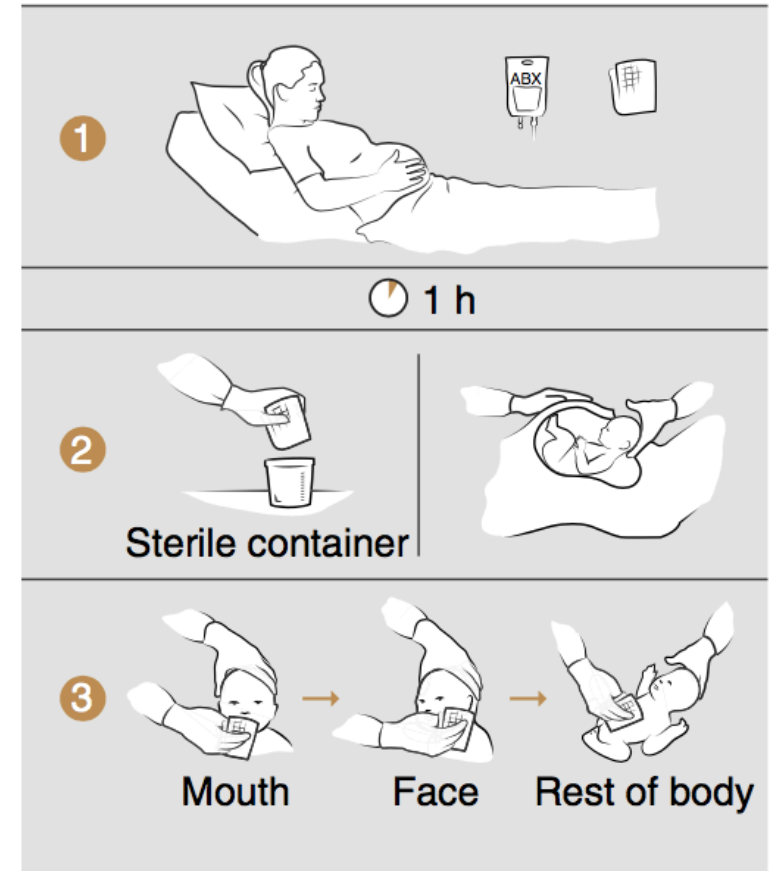 1
ABX
1 h
2
Sterile container
3
Mouth
Face
Rest of body